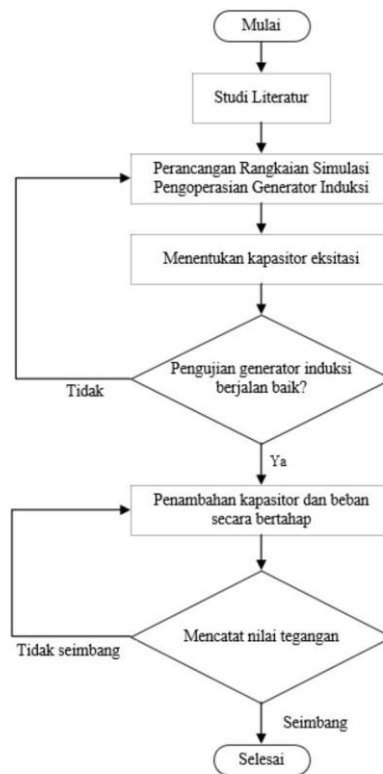 Mulai
Studi Literatur
Perancangan Rangkaian Simulasi
Pengoperasian Generator Induksi
Menentukan kapasitor eksitasi
Pengujian generator induksi
berjalan baik?
Tidak
Ya
Penambahan kapasitor dan beban
secara bertahap
Mencatat nilai tegangan
Tidak seimbang
Seimbang
Selesai